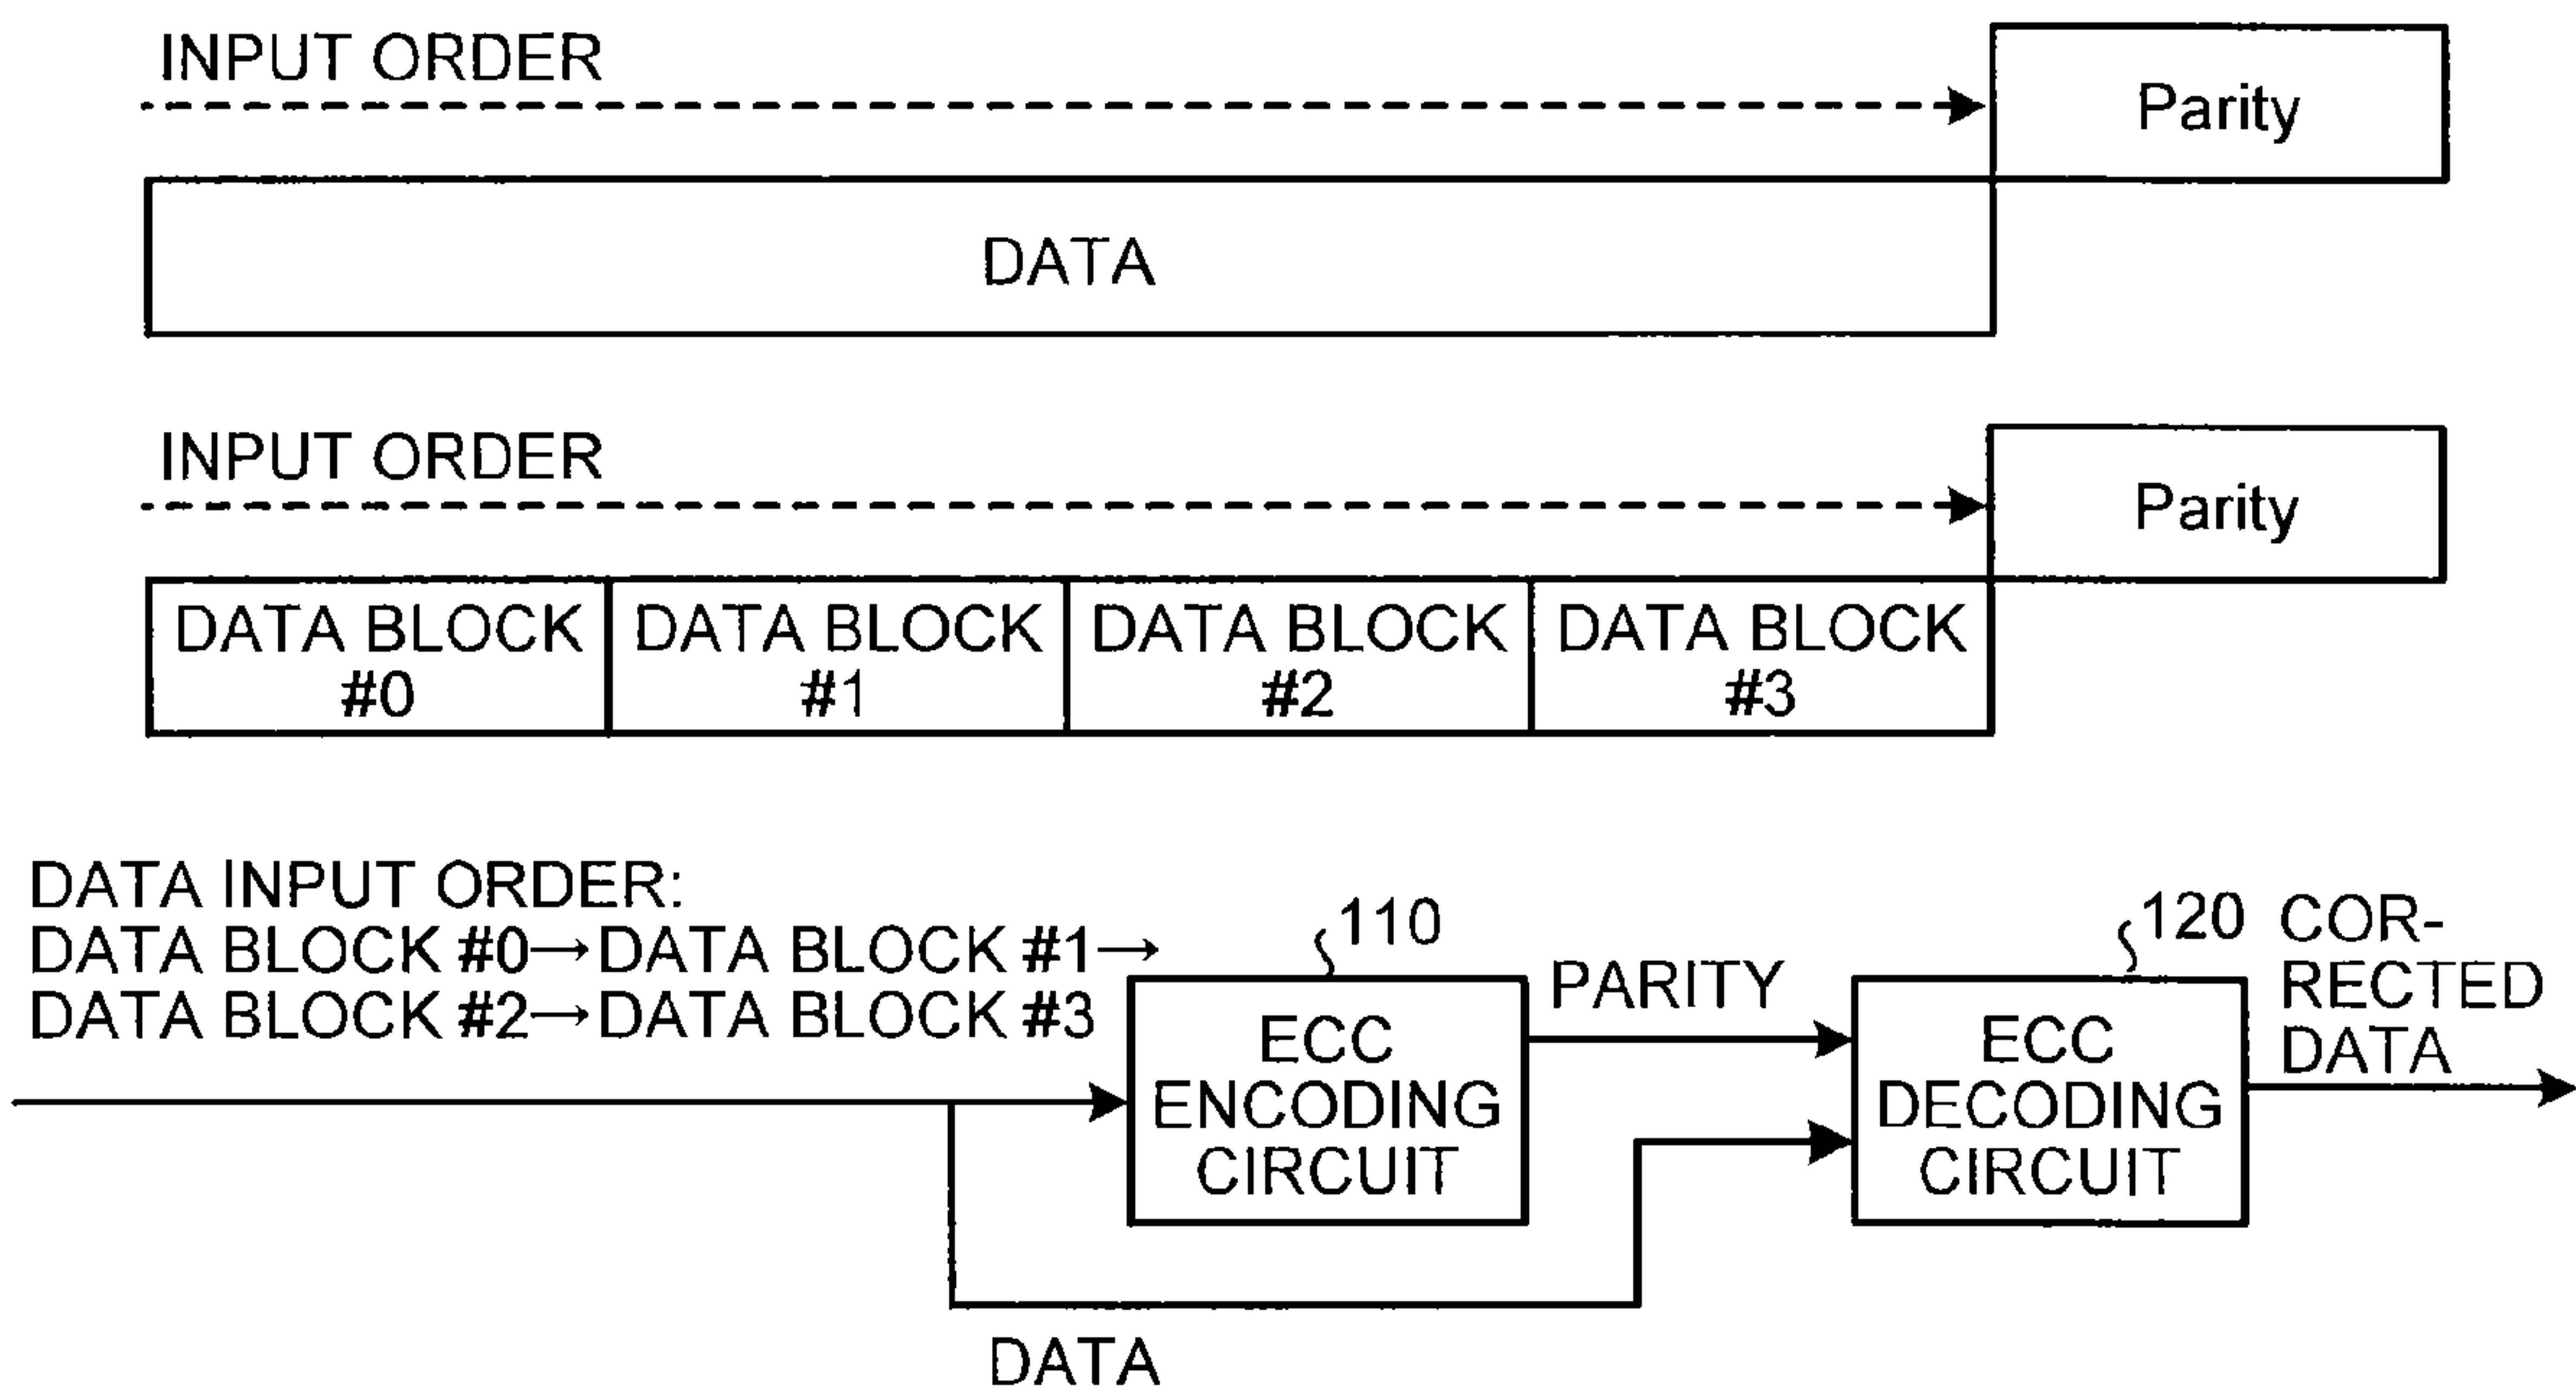 INPUT ORDER
Parity
DATA
INPUT ORDER
Parity
DATA BLOCK
#0
DATA BLOCK
#1
DATA BLOCK
#2
DATA BLOCK
#3
DATA INPUT ORDER:
DATA BLOCK #0→DATA BLOCK #1→
DATA BLOCK #2→DATA BLOCK #3
110
ECC
ENCODING
CIRCUIT
PARITY
120
ECC
DECODING
CIRCUIT
COR-
RECTED
DATA
DATA